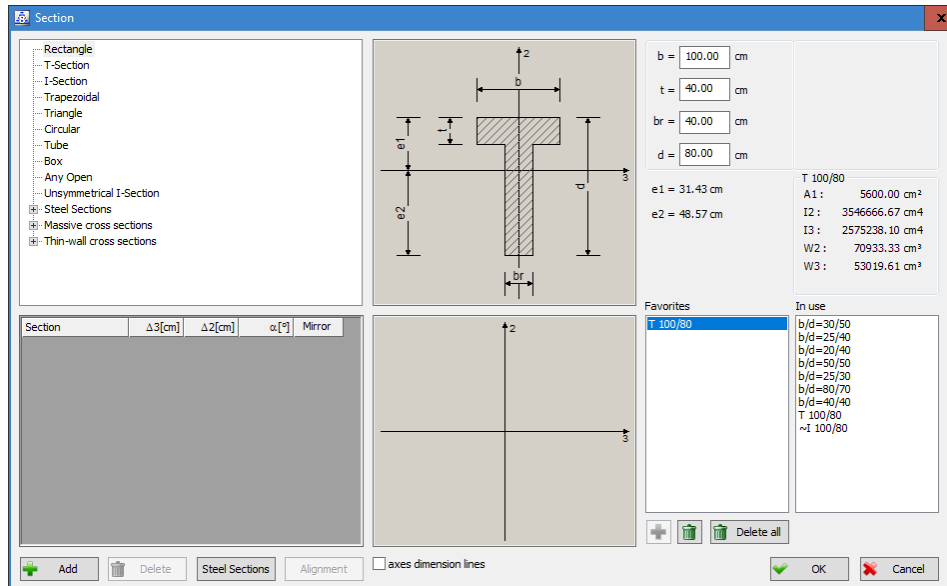 Section
x
Rectangle
T-Section
I-Section
Trapezoidal
Triangle
Circular
Tube
Box
Any Open
Unsymmetrical I-Section
Steel Sections
Massive cross sections
Thin-wall cross sections
2
b
t
e1
3
d
e2
br
b = 100.00 cm
t = 40.00 cm
br = 40.00 cm
d = 80.00 cm
e1 = 31.43 cm
e2 = 48.57 cm
T 100/80
A1: 5600.00 cm²
I2: 3546666.67 cm4
I3: 2575238.10 cm4
W2: 70933.33 cm³
W3: 53019.61 cm³
Section Δ3[cm] Δ2[cm] α[°] Mirror
2
3
Favorites
T 100/80
In use
b/d=30/50
b/d=25/40
b/d=20/40
b/d=50/50
b/d=25/30
b/d=80/70
b/d=40/40
T 100/80
~I 100/80
Delete all
Add Delete Steel Sections Alignment axes dimension lines OK Cancel